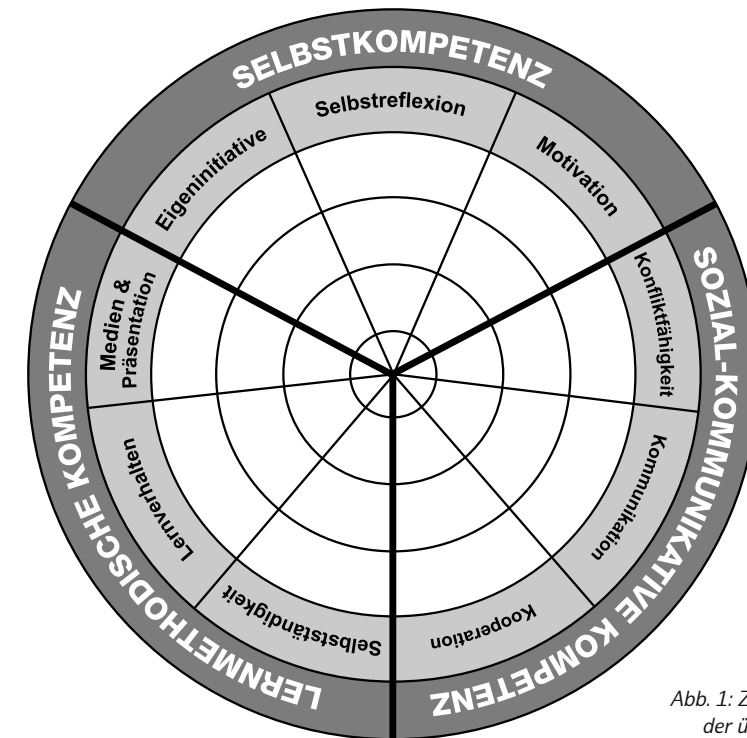 SELBSTKOMPETENZ
Eigeninitiative
Selbstreflexion
Motivation
SOZIAL-KOMMUNIKATIVE KOMPETENZ
Konfliktfähigkeit
Kommunikation
Kooperation
LERNMETHODISCHE KOMPETENZ
Medien &
Präsentation
Lernverhalten
Selbstständigkeit
Abb. 1: Z
der ü